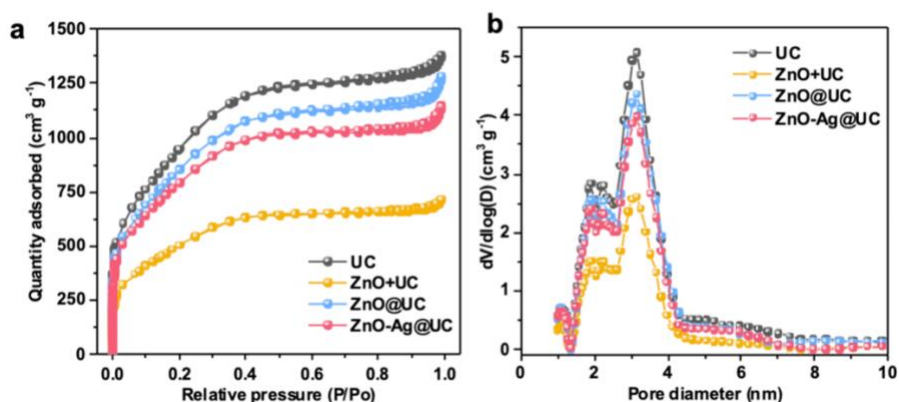 a
1500
1250
1000
750
500
250
0
Quantity adsorbed (cm³ g⁻¹)
UC
ZnO+UC
ZnO@UC
ZnO-Ag@UC
0.0 0.2 0.4 0.6 0.8 1.0
Relative pressure (P/Po)
b
5
4
3
2
1
0
dV/dlog(D) (cm³ g⁻¹)
UC
ZnO+UC
ZnO@UC
ZnO-Ag@UC
2 4 6 8 10
Pore diameter (nm)